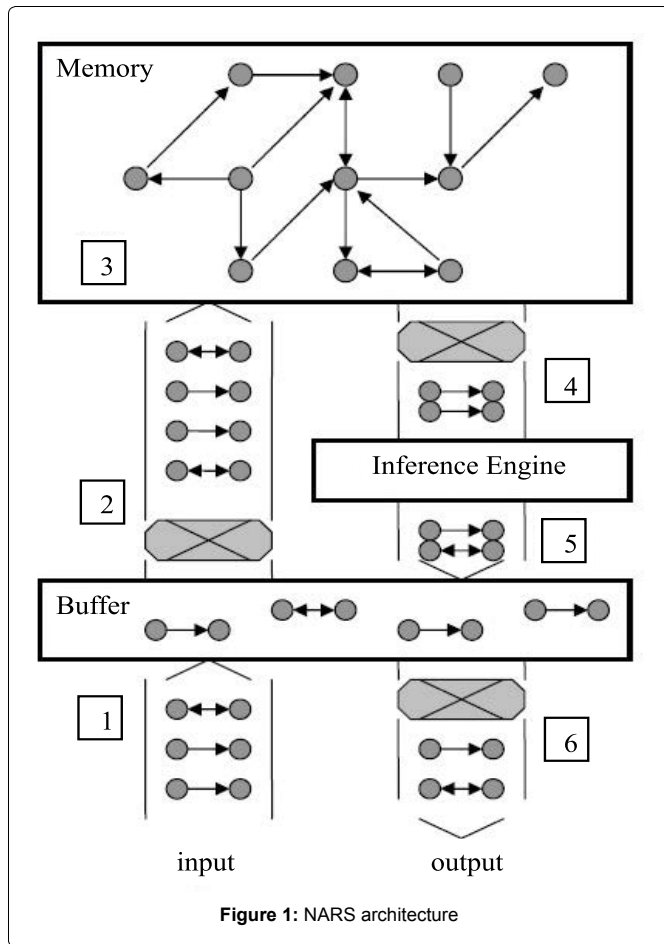 Memory
3
4
Inference Engine
2
5
Buffer
1
6
input
output
Figure 1: NARS architecture